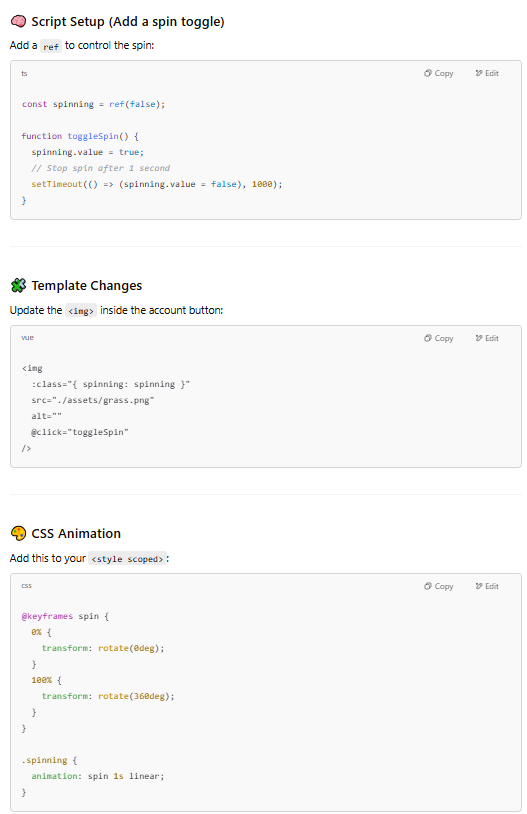 🧠 Script Setup (Add a spin toggle)
Add a ref to control the spin:
ts
Copy
Edit
const spinning = ref(false);
function toggleSpin() {
  spinning.value = true;
  // Stop spin after 1 second
  setTimeout(() => (spinning.value = false), 1000);
}
🧩 Template Changes
Update the <img> inside the account button:
vue
Copy
Edit
<img
  :class="{ spinning: spinning }"
  src="./assets/grass.png"
  alt=""
  @click="toggleSpin"
/>
🎨 CSS Animation
Add this to your <style scoped>:
css
Copy
Edit
@keyframes spin {
  0% {
    transform: rotate(0deg);
  }
  100% {
    transform: rotate(360deg);
  }
}
.spinning {
  animation: spin 1s linear;
}